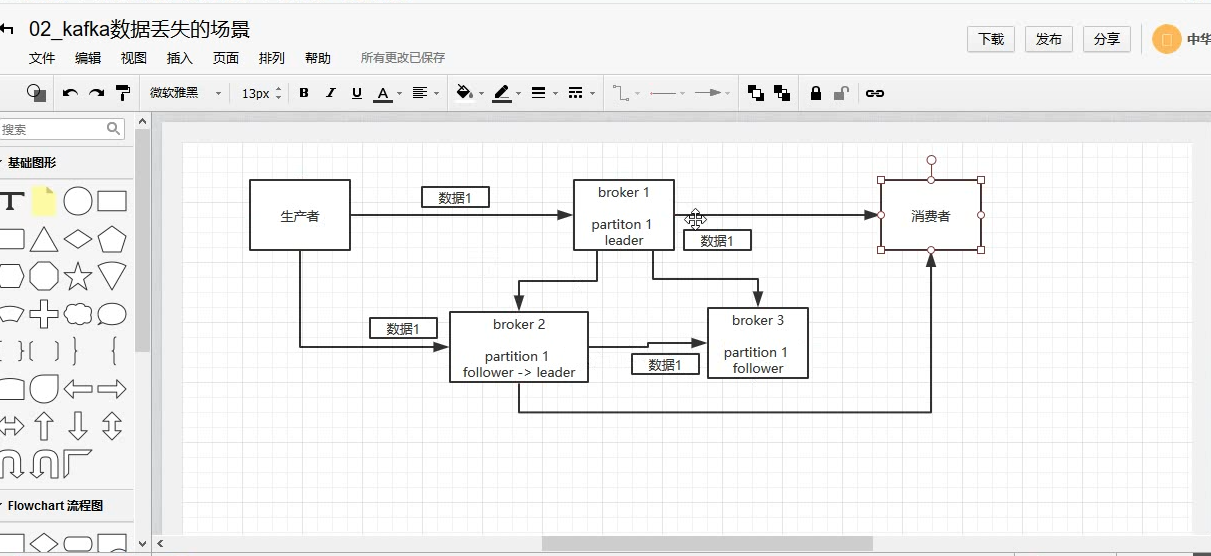 02_kafka数据丢失的场景
文件 编辑 视图 插入 页面 排列 帮助 所有更改已保存
下载 发布 分享 中华
微软雅黑 13px B I U A
搜索
基础图形
T
Flowchart 流程图
生产者
数据1
broker 1
partiton 1
leader
数据1
消费者
数据1
broker 2
partition 1
follower -> leader
数据1
broker 3
partition 1
follower